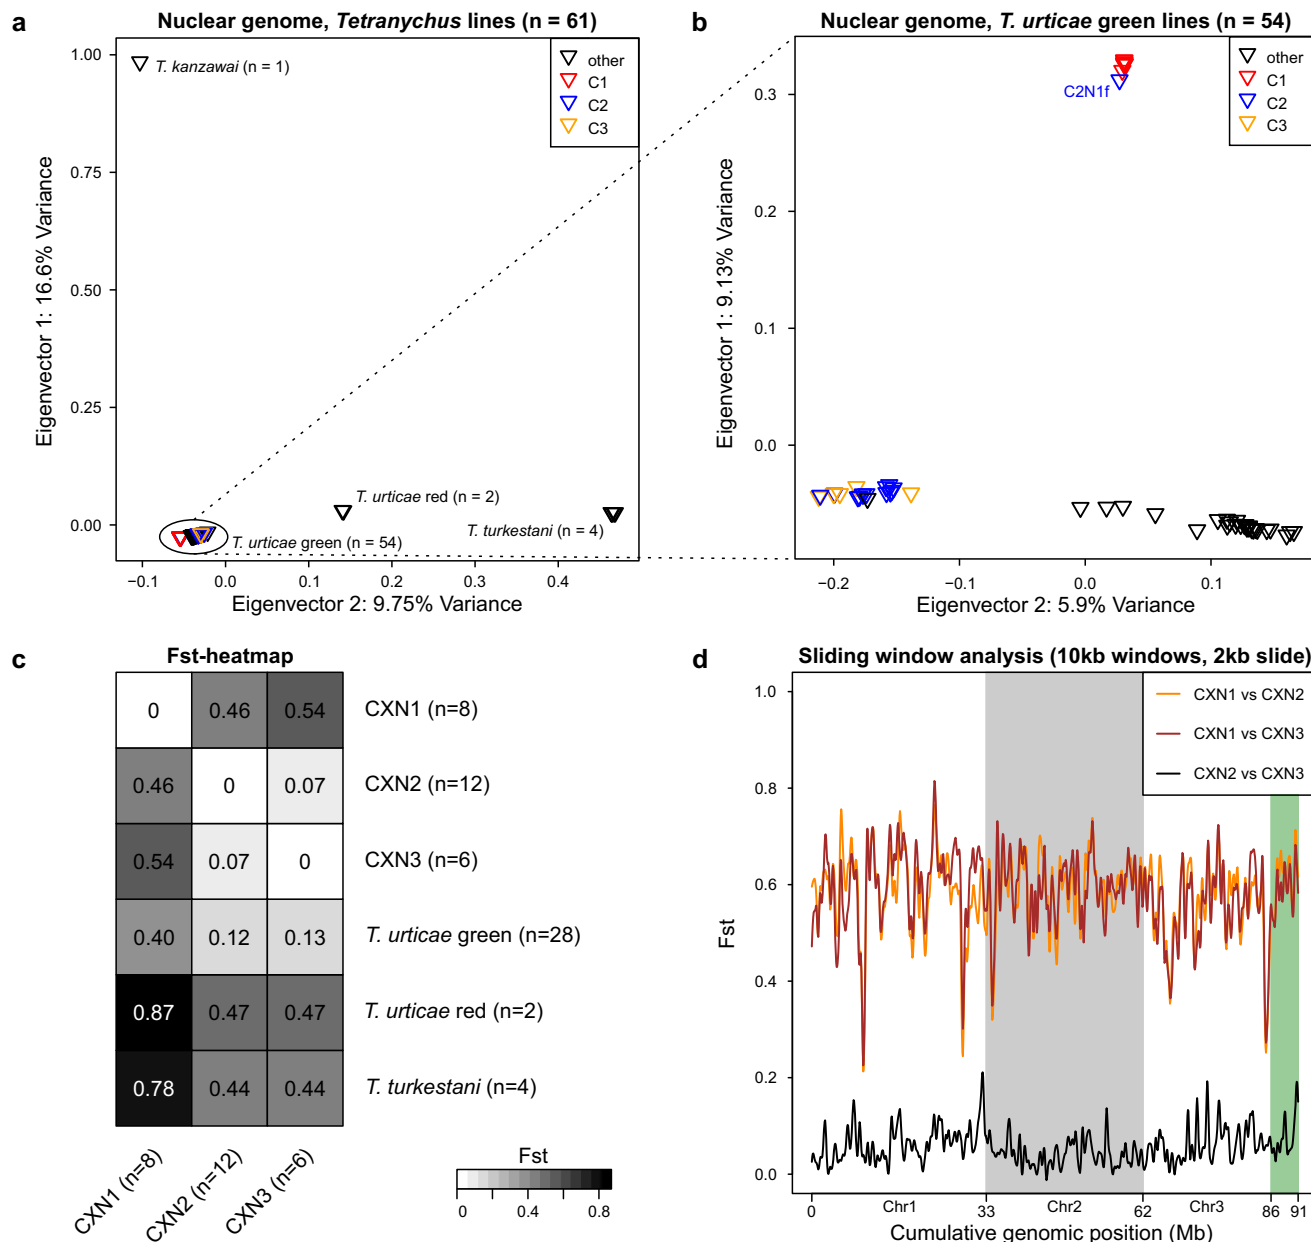 a
Nuclear genome, Tetranychus lines (n = 61)
1.00
0.75
0.50
0.25
0.00
Eigenvector 1: 16.6% Variance
T. kanzawai (n = 1)
other
C1
C2
C3
T. urticae red (n = 2)
T. turkestani (n = 4)
T. urticae green (n = 54)
−0.1
0.0
0.1
0.2
0.3
0.4
Eigenvector 2: 9.75% Variance
b
Nuclear genome, T. urticae green lines (n = 54)
0.3
0.2
0.1
0.0
Eigenvector 1: 9.13% Variance
C2N1f
other
C1
C2
C3
−0.2
−0.1
0.0
0.1
Eigenvector 2: 5.9% Variance
c
Fst-heatmap
0 0.46 0.54 CXN1 (n=8)
0.46 0 0.07 CXN2 (n=12)
0.54 0.07 0 CXN3 (n=6)
0.40 0.12 0.13 T. urticae green (n=28)
0.87 0.47 0.47 T. urticae red (n=2)
0.78 0.44 0.44 T. turkestani (n=4)
CXN1 (n=8)
CXN2 (n=12)
CXN3 (n=6)
Fst
0 0.4 0.8
d
Sliding window analysis (10kb windows, 2kb slide)
1.0
0.8
0.6
0.4
0.2
0.0
Fst
CXN1 vs CXN2
CXN1 vs CXN3
CXN2 vs CXN3
0 Chr1 33 Chr2 62 Chr3 86 91
Cumulative genomic position (Mb)